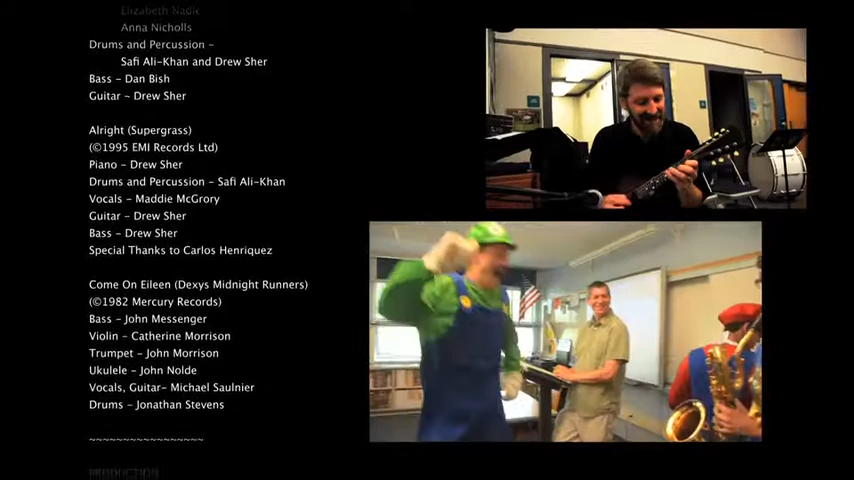 Elizabeth Nadic
Anna Nicholls
Drums and Percussion –
Safi Ali-Khan and Drew Sher
Bass – Dan Bish
Guitar – Drew Sher
Alright (Supergrass)
(©1995 EMI Records Ltd)
Piano – Drew Sher
Drums and Percussion – Safi Ali-Khan
Vocals – Maddie McGrory
Guitar – Drew Sher
Bass – Drew Sher
Special Thanks to Carlos Henriquez
Come On Eileen (Dexys Midnight Runners)
(©1982 Mercury Records)
Bass – John Messenger
Violin – Catherine Morrison
Trumpet – John Morrison
Ukulele – John Nolde
Vocals, Guitar– Michael Saulnier
Drums – Jonathan Stevens
~~~~~~~~~~~~~~~~~
PRODUCTION